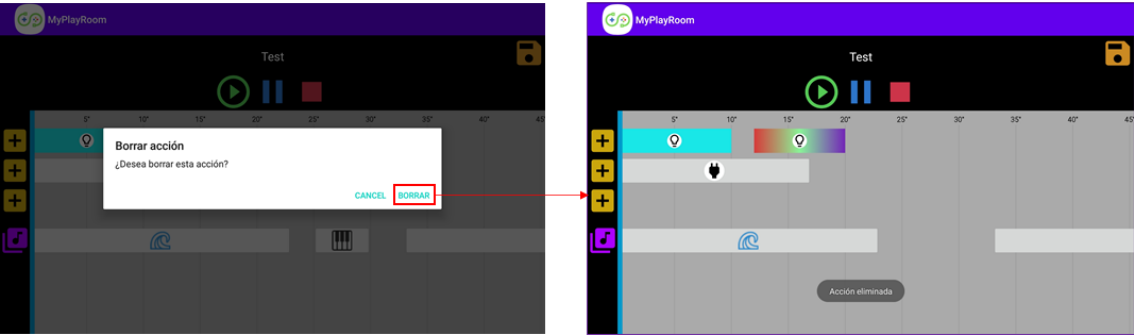 MyPlayRoom
Test
5"
10"
15"
20"
25"
30"
35"
40"
45"
Borrar acción
¿Desea borrar esta acción?
CANCEL
BORRAR
MyPlayRoom
Test
5"
10"
15"
20"
25"
30"
35"
40"
45"
Acción eliminada